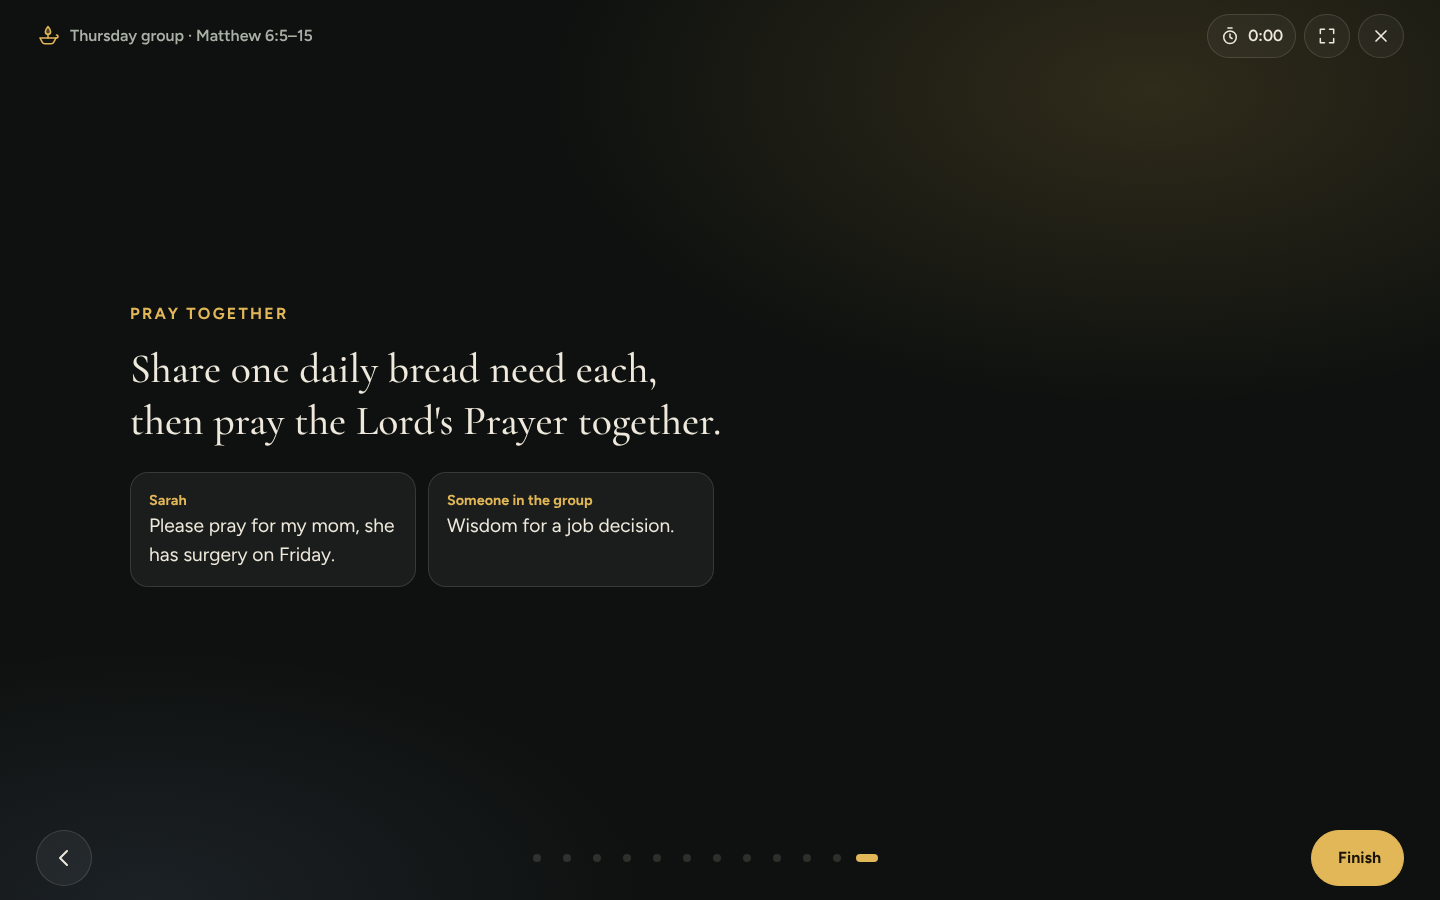 Thursday group · Matthew 6:5–15
0:00
PRAY TOGETHER
Share one daily bread need each,
then pray the Lord's Prayer together.
Sarah
Please pray for my mom, she
has surgery on Friday.
Someone in the group
Wisdom for a job decision.
Finish